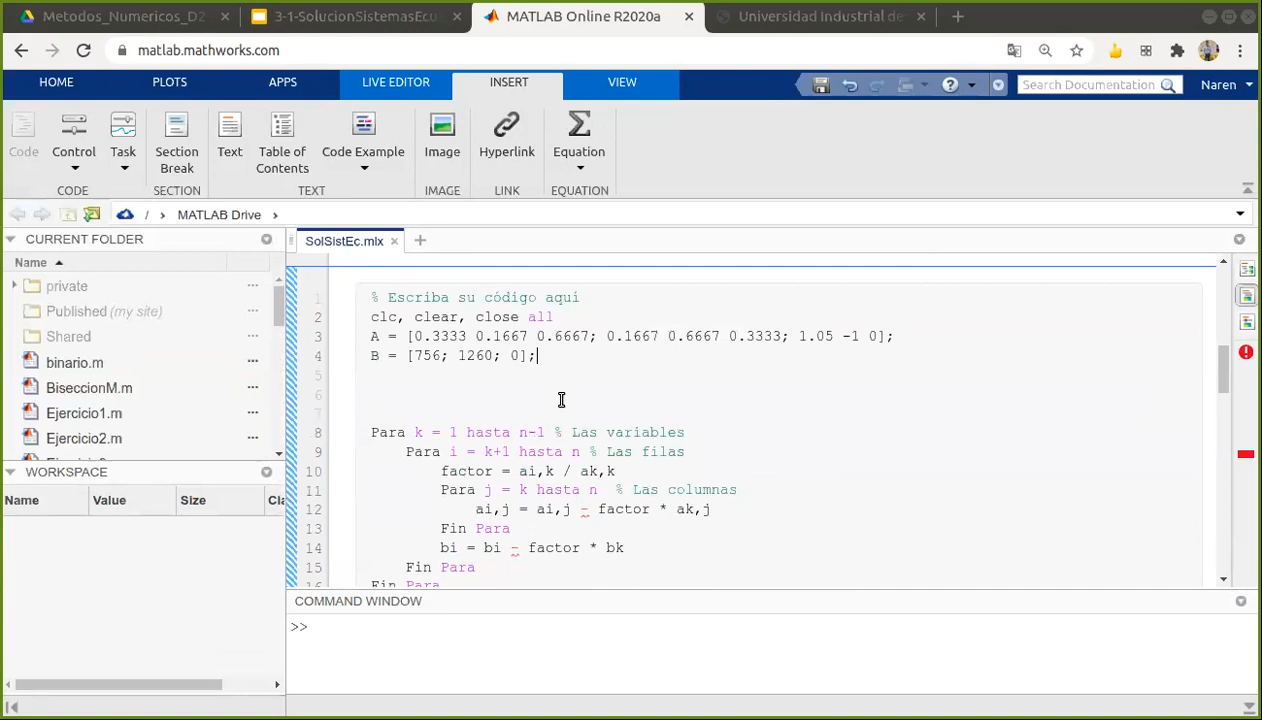 Metodos_Numericos_D2
3-1-SolucionSistemasEcu
MATLAB Online R2020a
Universidad Industrial de
matlab.mathworks.com
HOME PLOTS APPS LIVE EDITOR INSERT VIEW
Search Documentation
Naren
Code Control Task Section Break Text Table of Contents Code Example Image Hyperlink Equation
CODE SECTION TEXT IMAGE LINK EQUATION
/ › MATLAB Drive ›
CURRENT FOLDER
Name
private
Published (my site)
Shared
binario.m
BiseccionM.m
Ejercicio1.m
Ejercicio2.m
WORKSPACE
Name Value Size Cla
SolSistEc.mlx
1 % Escriba su código aquí
2 clc, clear, close all
3 A = [0.3333 0.1667 0.6667; 0.1667 0.6667 0.3333; 1.05 -1 0];
4 B = [756; 1260; 0];
5
6
7
8 Para k = 1 hasta n-1 % Las variables
9 Para i = k+1 hasta n % Las filas
10 factor = ai,k / ak,k
11 Para j = k hasta n % Las columnas
12 ai,j = ai,j - factor * ak,j
13 Fin Para
14 bi = bi - factor * bk
15 Fin Para
16 Fin Para
COMMAND WINDOW
>>